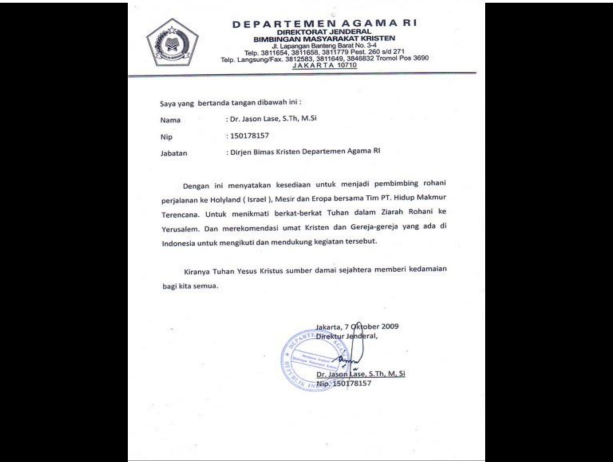 DEPARTEMEN AGAMA RI
DIREKTORAT JENDERAL
BIMBINGAN MASYARAKAT KRISTEN
Jl. Lapangan Banteng Barat No. 3-4
Telp. 3811654, 3811658, 3811779 Pest. 260 s/d 271
Telp. Langsung/Fax. 3812583, 3811649, 3846832 Tromol Pos 3690
JAKARTA 10710
Saya yang bertanda tangan dibawah ini :
Nama : Dr. Jason Lase, S.Th, M.Si
Nip : 150178157
Jabatan : Dirjen Bimas Kristen Departemen Agama RI
Dengan ini menyatakan kesediaan untuk menjadi pembimbing rohani
perjalanan ke Holyland ( Israel ), Mesir dan Eropa bersama Tim PT. Hidup Makmur
Terencana. Untuk menikmati berkat-berkat Tuhan dalam Ziarah Rohani ke
Yerusalem. Dan merekomendasi umat Kristen dan Gereja-gereja yang ada di
Indonesia untuk mengikuti dan mendukung kegiatan tersebut.
Kiranya Tuhan Yesus Kristus sumber damai sejahtera memberi kedamaian
bagi kita semua.
Jakarta, 7 Oktober 2009
Direktur Jenderal,
Dr. Jason Lase, S.Th, M, Si
Nip. 150178157